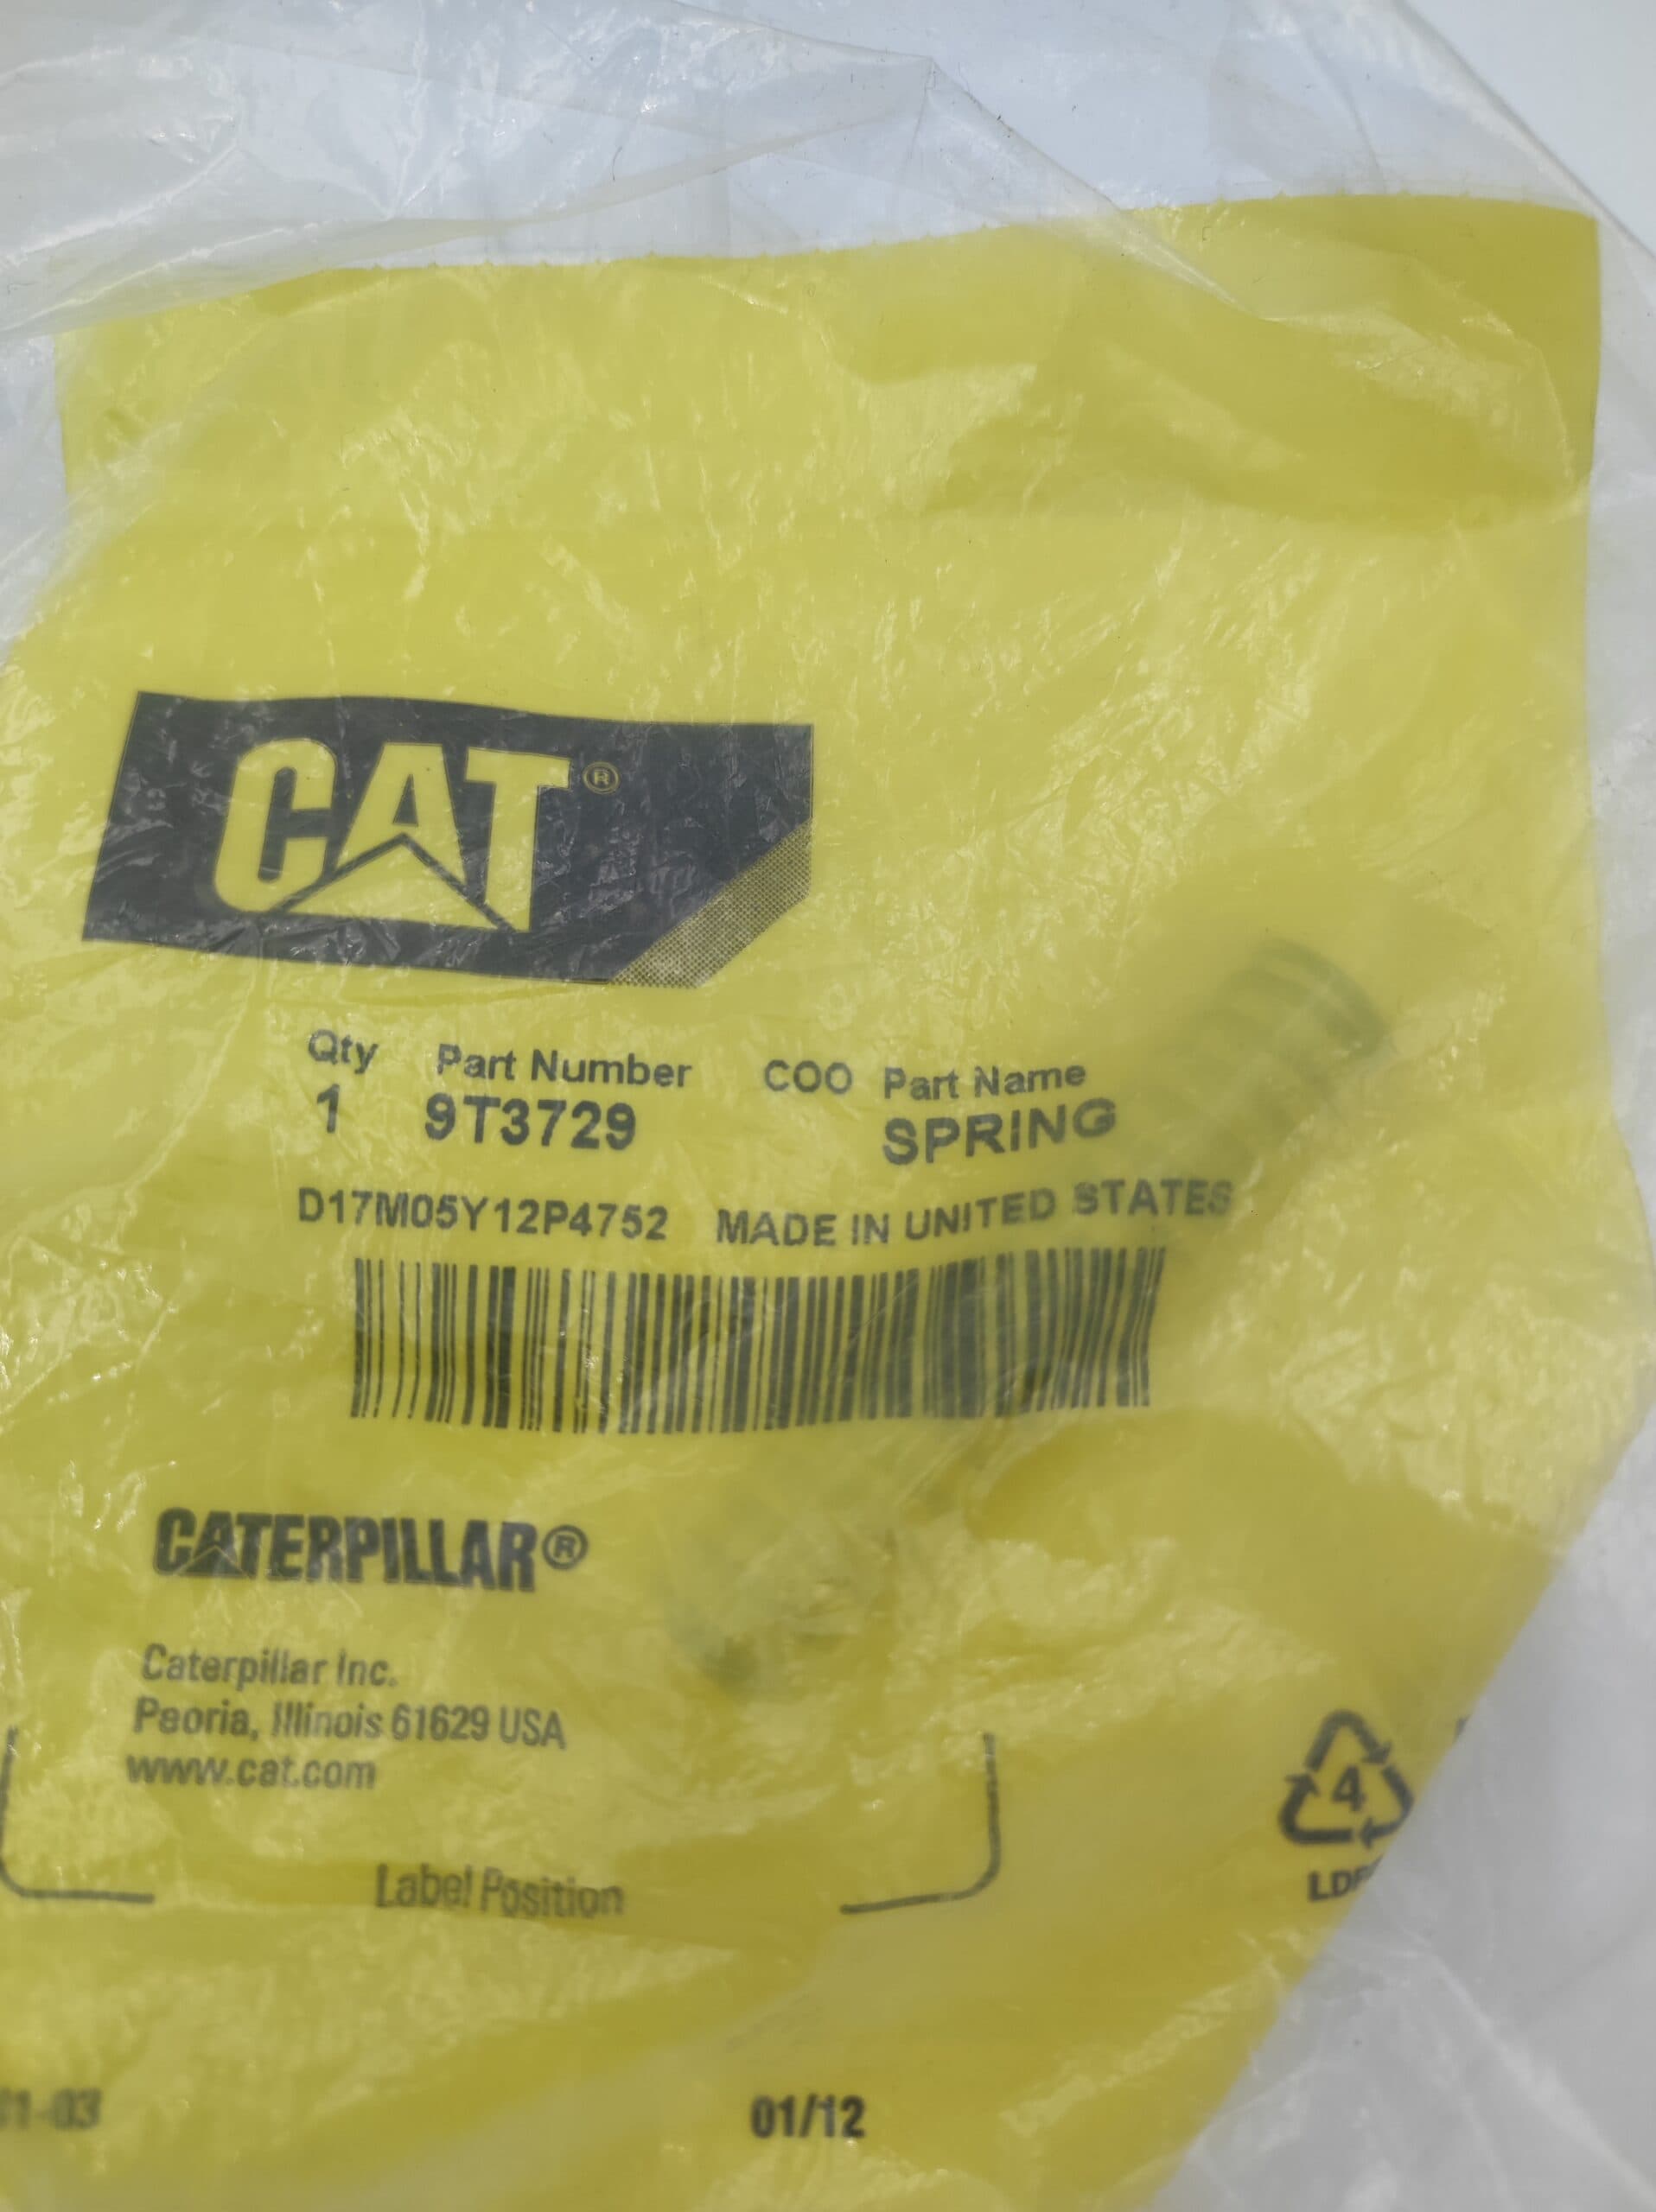 CAT®
Qty Part Number COO Part Name
1 9T3729 SPRING
D17M05Y12P4752 MADE IN UNITED STATES
CATERPILLAR®
Caterpillar Inc.
Peoria, Illinois 61629 USA
www.cat.com
4
Label Position
01/12